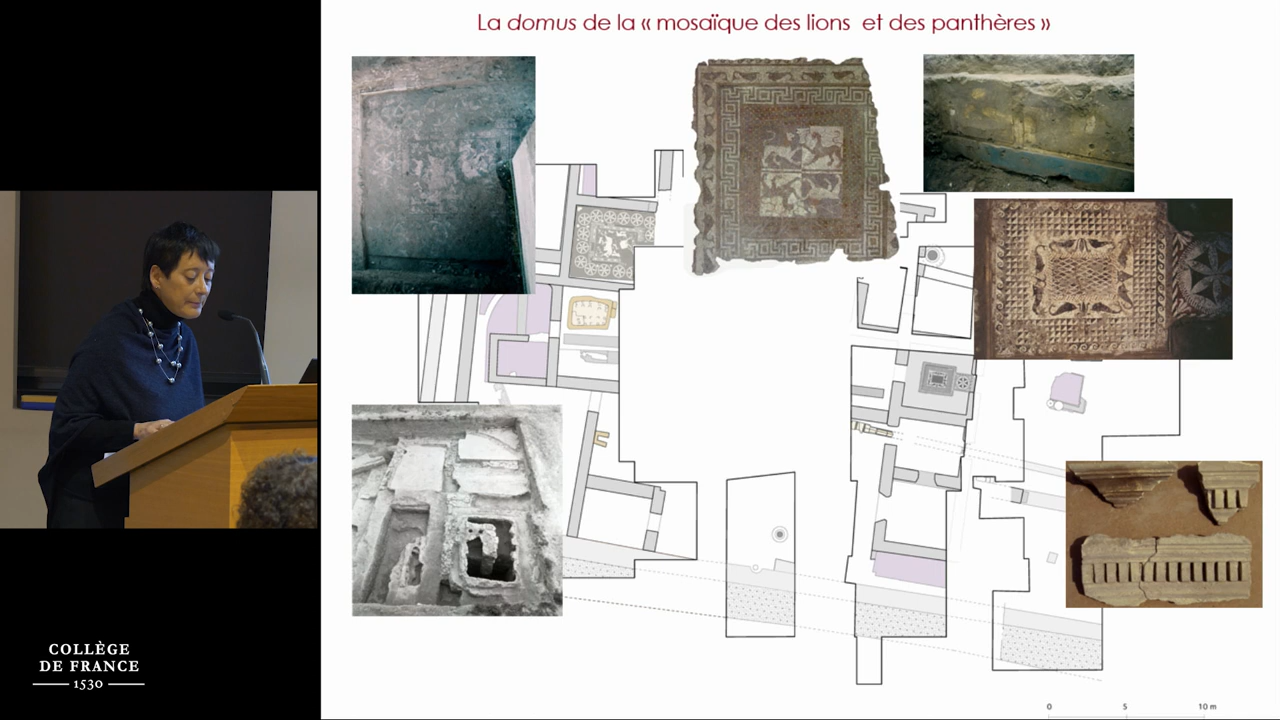 La domus de la « mosaïque des lions et des panthères »
COLLÈGE
DE FRANCE
1530
0 5 10 m